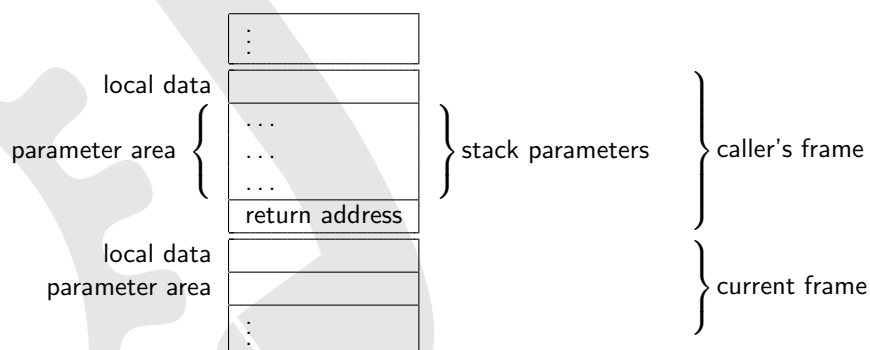 ⋮
local data
parameter area
. . .
. . .
. . .
stack parameters
caller's frame
return address
local data
parameter area
current frame
⋮